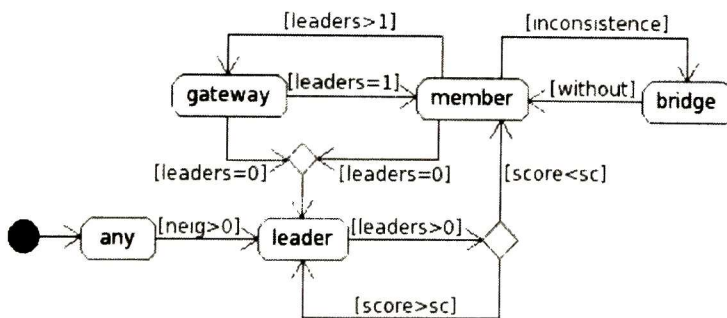 [leaders>1]
[inconsistence]
gateway
[leaders=1]
member
[without]
bridge
[leaders=0]
[leaders=0]
[score<sc]
any
[neig>0]
leader
[leaders>0]
[score>sc]